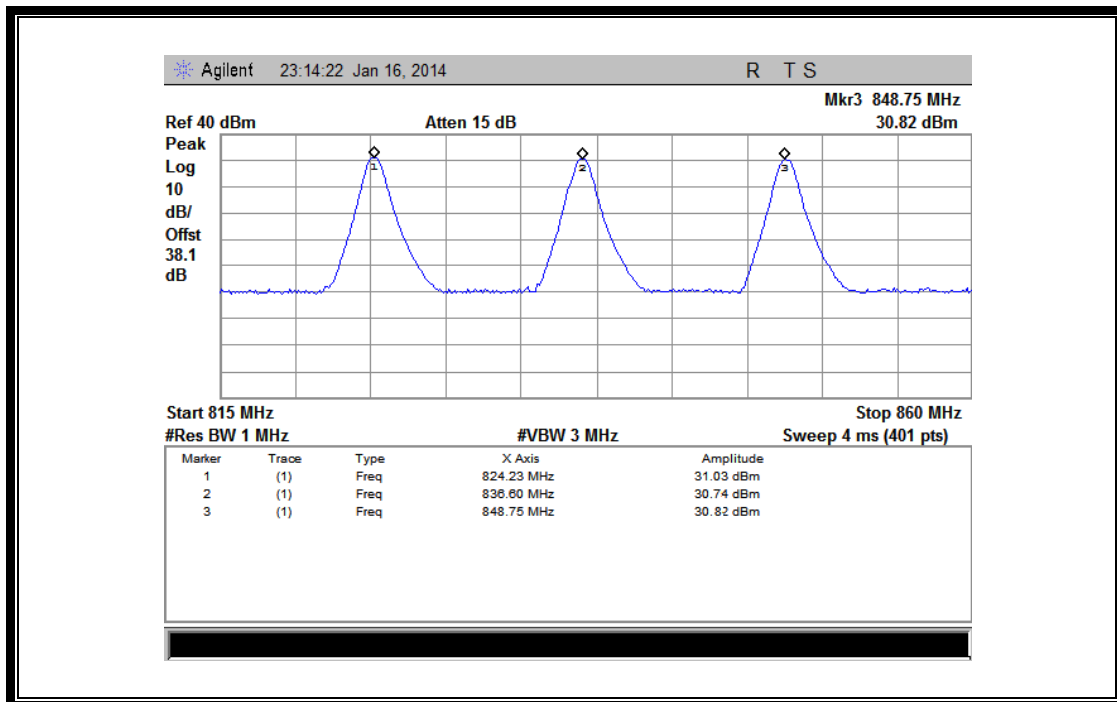 Agilent 23:14:22 Jan 16, 2014 R T S
Mkr3 848.75 MHz
Ref 40 dBm Atten 15 dB 30.82 dBm
Peak
Log
10
dB/
Offst
38.1
dB
1 2 3
Start 815 MHz Stop 860 MHz
#Res BW 1 MHz #VBW 3 MHz Sweep 4 ms (401 pts)
Marker Trace Type X Axis Amplitude
1 (1) Freq 824.23 MHz 31.03 dBm
2 (1) Freq 836.60 MHz 30.74 dBm
3 (1) Freq 848.75 MHz 30.82 dBm